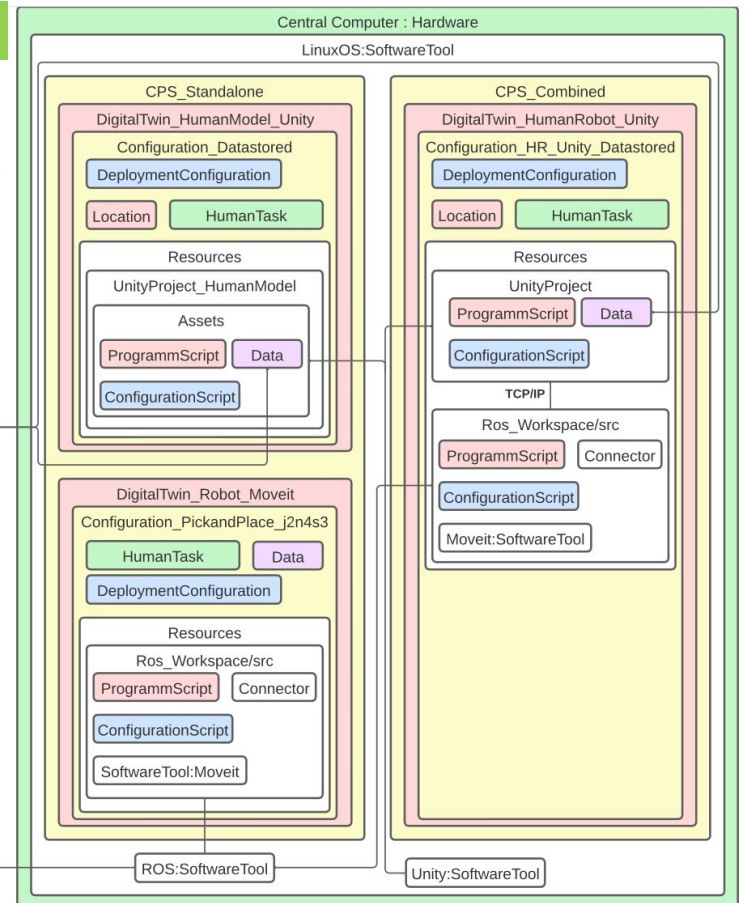 Central Computer : Hardware
LinuxOS:SoftwareTool
CPS_Standalone
DigitalTwin_HumanModel_Unity
Configuration_Datastored
DeploymentConfiguration
Location
HumanTask
Resources
UnityProject_HumanModel
Assets
ProgrammScript
Data
ConfigurationScript
DigitalTwin_Robot_Moveit
Configuration_PickandPlace_j2n4s3
HumanTask
Data
DeploymentConfiguration
Resources
Ros_Workspace/src
ProgrammScript
Connector
ConfigurationScript
SoftwareTool:Moveit
ROS:SoftwareTool
CPS_Combined
DigitalTwin_HumanRobot_Unity
Configuration_HR_Unity_Datastored
DeploymentConfiguration
Location
HumanTask
Resources
UnityProject
ProgrammScript
Data
ConfigurationScript
TCP/IP
Ros_Workspace/src
ProgrammScript
Connector
ConfigurationScript
Moveit:SoftwareTool
Unity:SoftwareTool